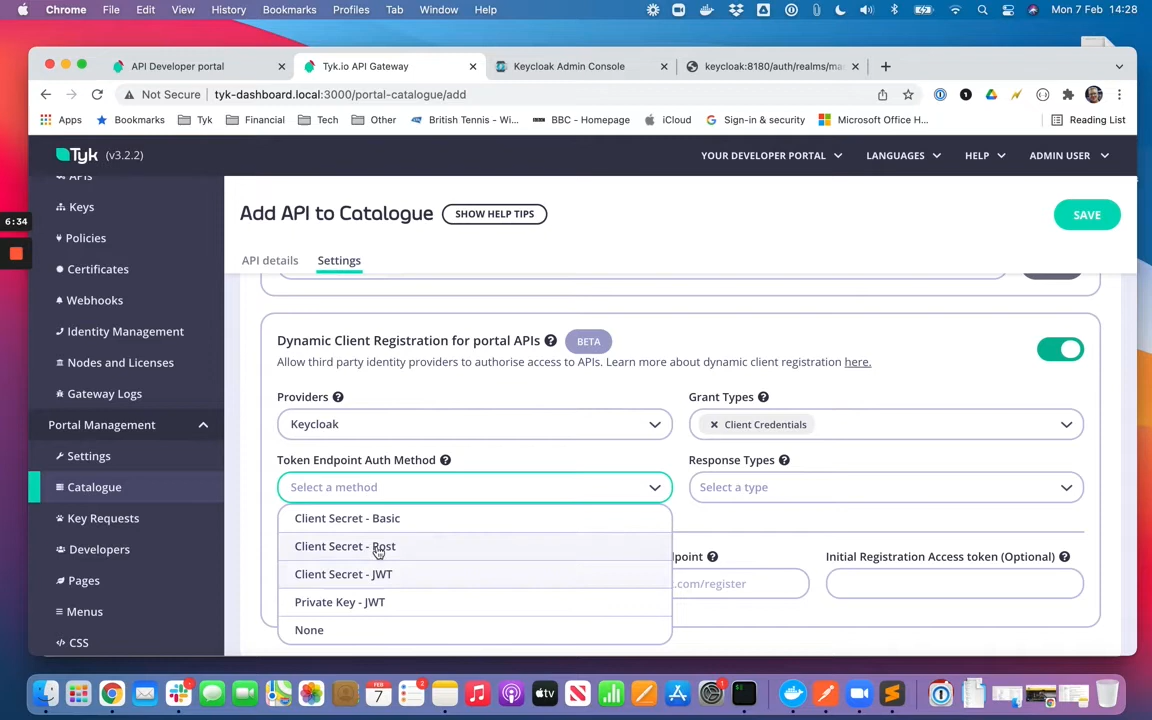 Chrome File Edit View History Bookmarks Profiles Tab Window Help Mon 7 Feb 14:28
API Developer portal Tyk.io API Gateway Keycloak Admin Console keycloak:8180/auth/realms/ma
Not Secure tyk-dashboard.local:3000/portal-catalogue/add
Apps Bookmarks Tyk Financial Tech Other British Tennis - Wi... BBC - Homepage iCloud Sign-in & security Microsoft Office H... Reading List
Tyk (v3.2.2) YOUR DEVELOPER PORTAL LANGUAGES HELP ADMIN USER
APIs
Keys
Policies
Certificates
Webhooks
Identity Management
Nodes and Licenses
Gateway Logs
Portal Management
Settings
Catalogue
Key Requests
Developers
Pages
Menus
CSS
6:34
Add API to Catalogue SHOW HELP TIPS SAVE
API details Settings
Dynamic Client Registration for portal APIs BETA
Allow third party identity providers to authorise access to APIs. Learn more about dynamic client registration here.
Providers Grant Types
Keycloak Client Credentials
Token Endpoint Auth Method Response Types
Select a method Select a type
Client Secret - Basic
Client Secret - Post
Client Secret - JWT
Private Key - JWT
None
point Initial Registration Access token (Optional)
.com/register